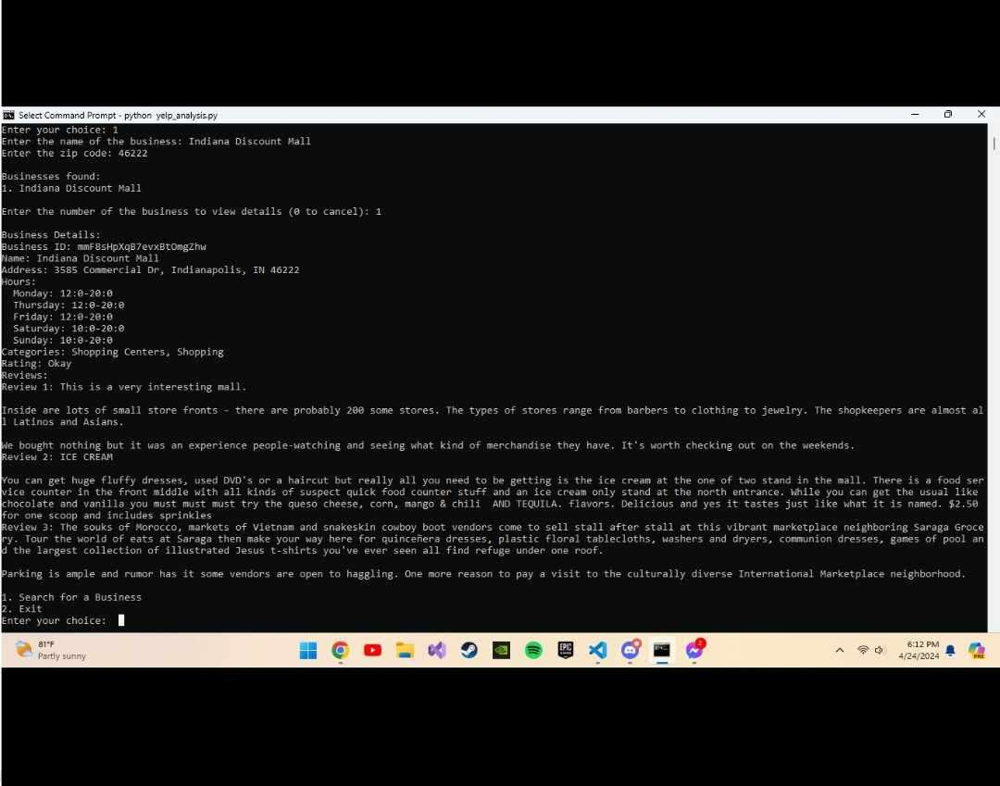 Select Command Prompt - python  yelp_analysis.py
Enter your choice: 1
Enter the name of the business: Indiana Discount Mall
Enter the zip code: 46222
Businesses found:
1. Indiana Discount Mall
Enter the number of the business to view details (0 to cancel): 1
Business Details:
Business ID: mmF8sHpXqB7evxBtOmgZhw
Name: Indiana Discount Mall
Address: 3585 Commercial Dr, Indianapolis, IN 46222
Hours:
  Monday: 12:0-20:0
  Thursday: 12:0-20:0
  Friday: 12:0-20:0
  Saturday: 10:0-20:0
  Sunday: 10:0-20:0
Categories: Shopping Centers, Shopping
Rating: Okay
Reviews:
Review 1: This is a very interesting mall.
Inside are lots of small store fronts - there are probably 200 some stores. The types of stores range from barbers to clothing to jewelry. The shopkeepers are almost al
l Latinos and Asians.
We bought nothing but it was an experience people-watching and seeing what kind of merchandise they have. It's worth checking out on the weekends.
Review 2: ICE CREAM
You can get huge fluffy dresses, used DVD's or a haircut but really all you need to be getting is the ice cream at the one of two stand in the mall. There is a food ser
vice counter in the front middle with all kinds of suspect quick food counter stuff and an ice cream only stand at the north entrance. While you can get the usual like
chocolate and vanilla you must must must try the queso cheese, corn, mango & chili  AND TEQUILA. flavors. Delicious and yes it tastes just like what it is named. $2.50
for one scoop and includes sprinkles
Review 3: The souks of Morocco, markets of Vietnam and snakeskin cowboy boot vendors come to sell stall after stall at this vibrant marketplace neighboring Saraga Groce
ry. Tour the world of eats at Saraga then make your way here for quinceñera dresses, plastic floral tablecloths, washers and dryers, communion dresses, games of pool an
d the largest collection of illustrated Jesus t-shirts you've ever seen all find refuge under one roof.
Parking is ample and rumor has it some vendors are open to haggling. One more reason to pay a visit to the culturally diverse International Marketplace neighborhood.
1. Search for a Business
2. Exit
Enter your choice:
81°F
Partly sunny
EPIC
GAMES
2
6:12 PM
4/24/2024
PRE